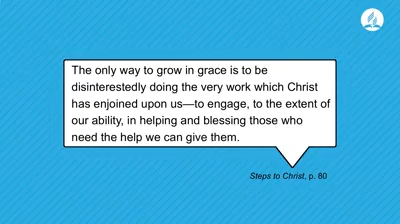 The only way to grow in grace is to be
disinterestedly doing the very work which Christ
has enjoined upon us—to engage, to the extent of
our ability, in helping and blessing those who
need the help we can give them.
Steps to Christ, p. 80